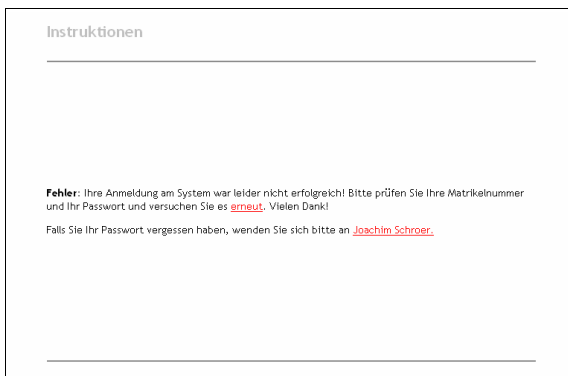 Instruktionen
Fehler: Ihre Anmeldung am System war leider nicht erfolgreich! Bitte prüfen Sie Ihre Matrikelnummer
und Ihr Passwort und versuchen Sie es erneut. Vielen Dank!
Falls Sie Ihr Passwort vergessen haben, wenden Sie sich bitte an Joachim Schroer.